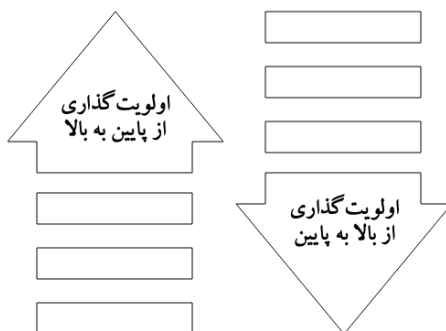 اولویت‌گذاری
از پایین به بالا
اولویت‌گذاری
از بالا به پایین